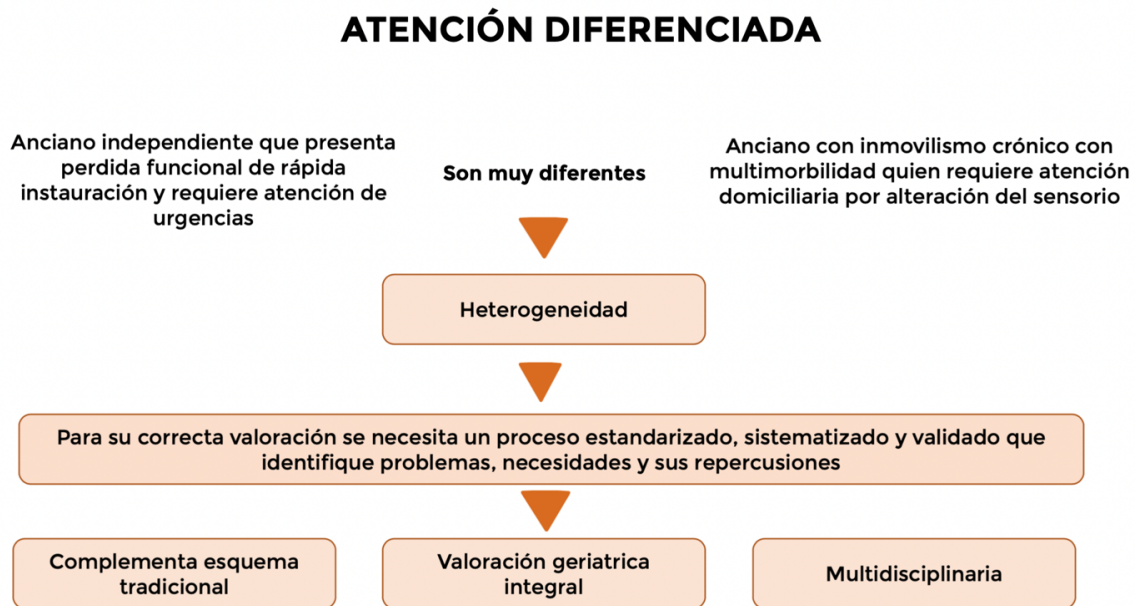 ATENCIÓN DIFERENCIADA
Anciano independiente que presenta
perdida funcional de rápida
instauración y requiere atención de
urgencias
Son muy diferentes
Anciano con inmovilismo crónico con
multimorbilidad quien requiere atención
domiciliaria por alteración del sensorio
Heterogeneidad
Para su correcta valoración se necesita un proceso estandarizado, sistematizado y validado que
identifique problemas, necesidades y sus repercusiones
Complementa esquema
tradicional
Valoración geriatrica
integral
Multidisciplinaria